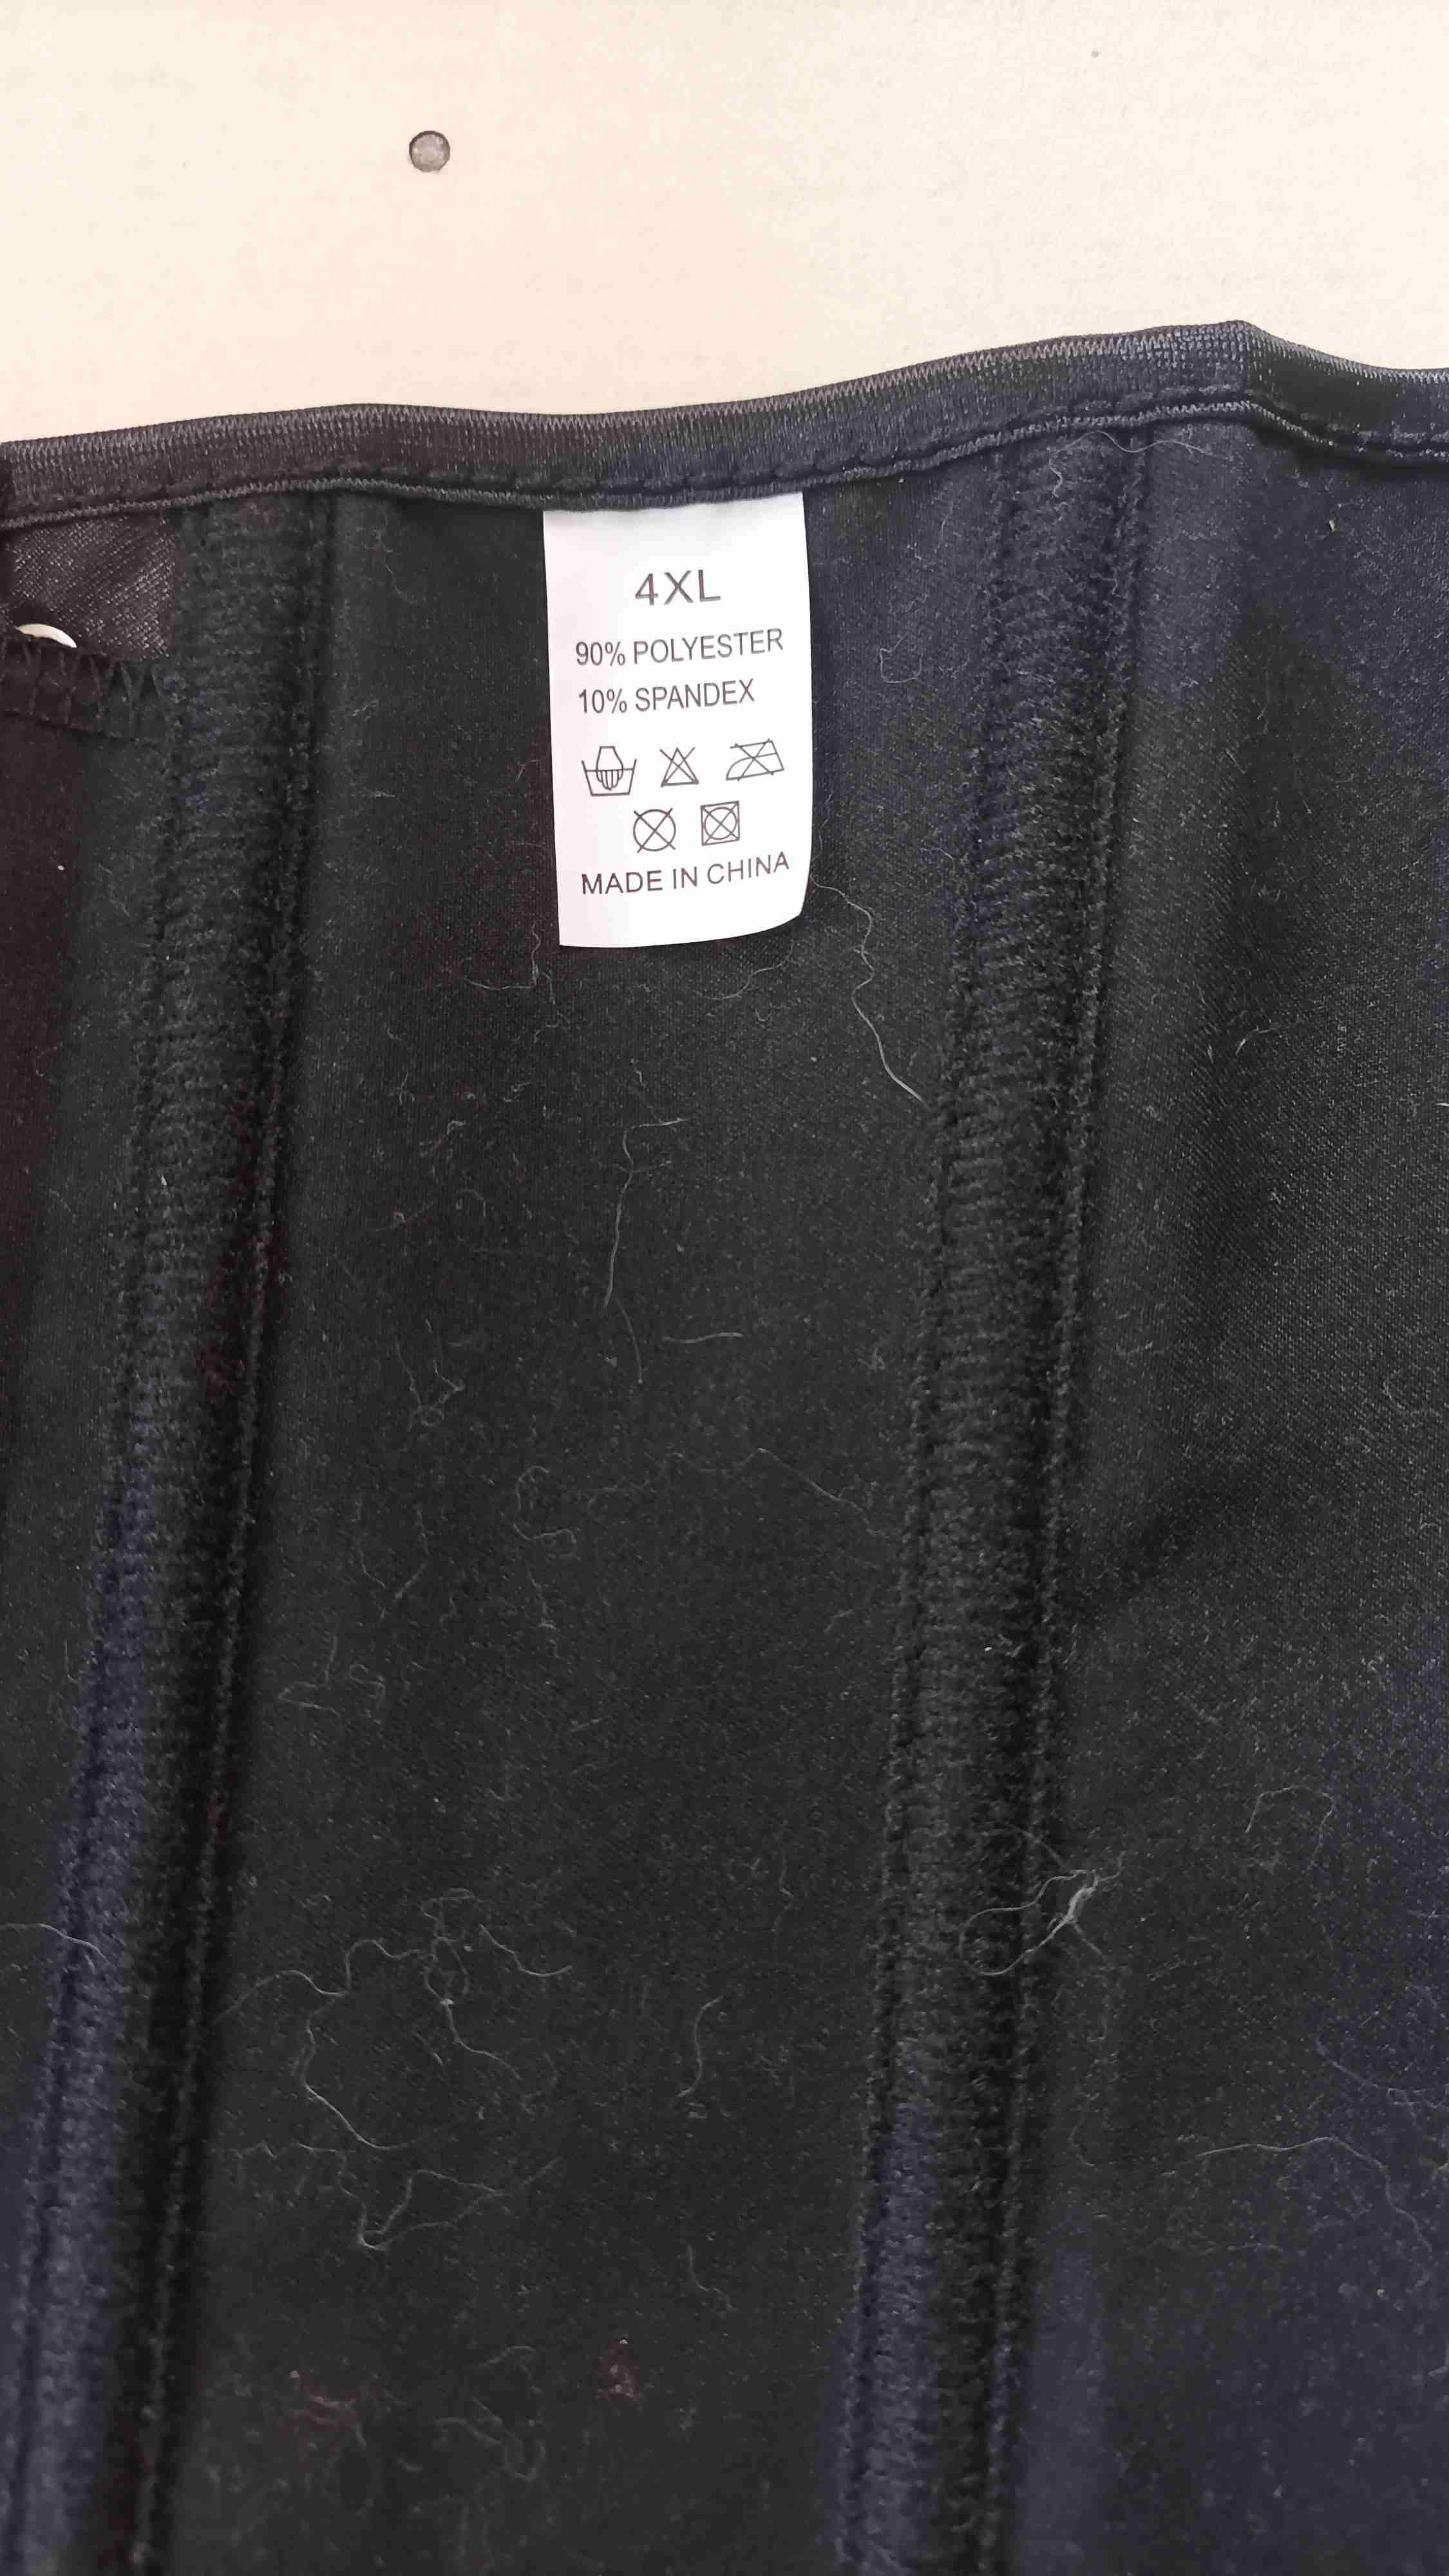 4XL
90% POLYESTER
10% SPANDEX
MADE IN CHINA